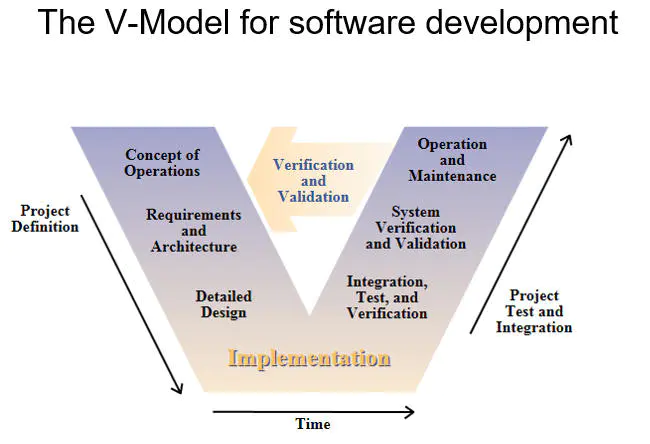 The V-Model for software development
Concept of
Operations
Verification
and
Validation
Operation
and
Maintenance
Project
Definition
Requirements
and
Architecture
System
Verification
and Validation
Detailed
Design
Integration,
Test, and
Verification
Project
Test and
Integration
Implementation
Time